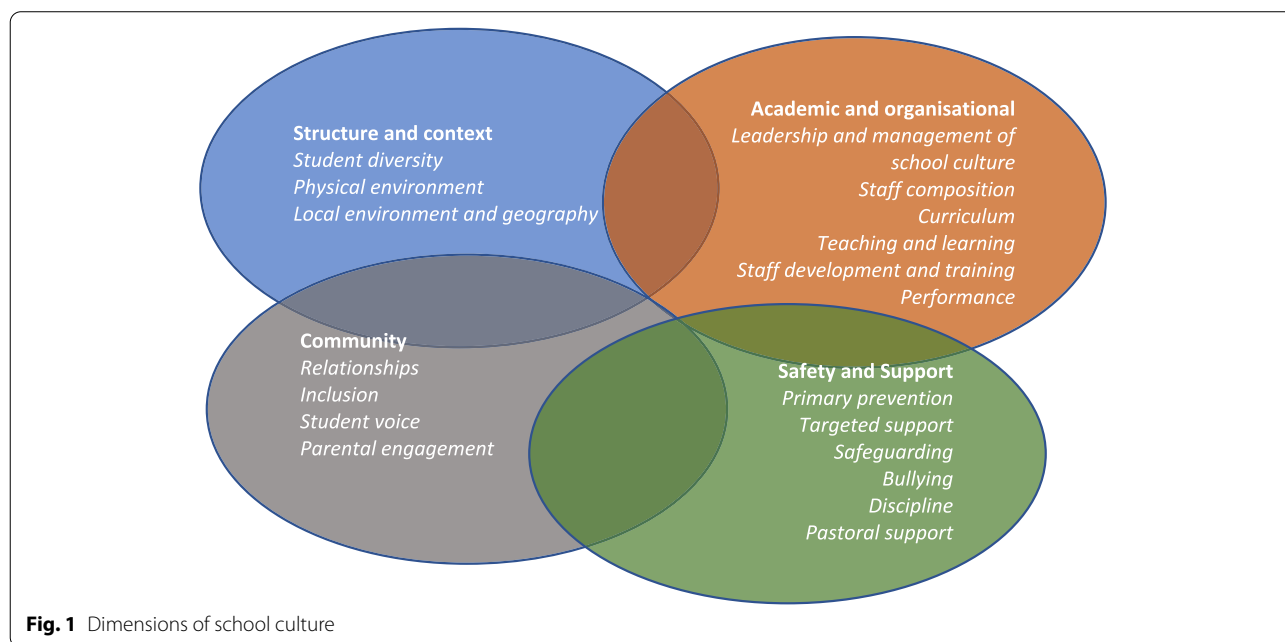 Structure and context
Student diversity
Physical environment
Local environment and geography
Academic and organisational
Leadership and management of
school culture
Staff composition
Curriculum
Teaching and learning
Staff development and training
Performance
Community
Relationships
Inclusion
Student voice
Parental engagement
Safety and Support
Primary prevention
Targeted support
Safeguarding
Bullying
Discipline
Pastoral support
Fig. 1 Dimensions of school culture